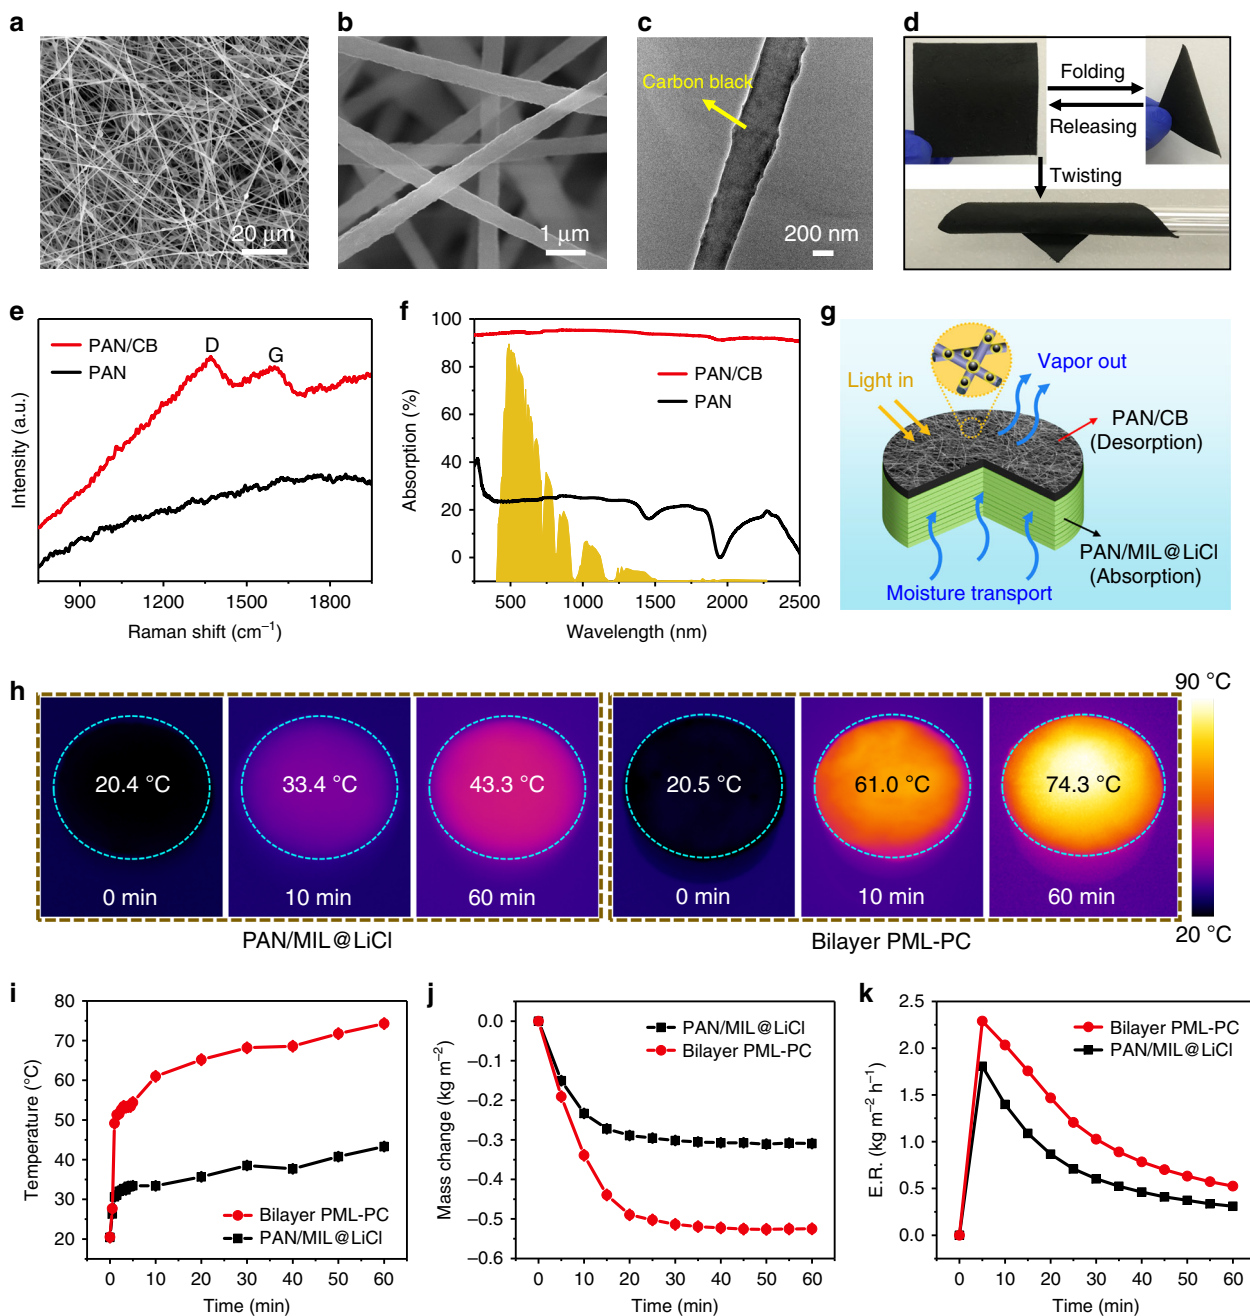 a
b
c
d
20 μm
1 μm
Carbon black
200 nm
Folding
Releasing
Twisting
e
PAN/CB
PAN
D
G
Intensity (a.u.)
900 1200 1500 1800
Raman shift (cm⁻¹)
f
100
80
60
40
20
0
Absorption (%)
PAN/CB
PAN
500 1000 1500 2000 2500
Wavelength (nm)
g
Light in
Vapor out
PAN/CB
(Desorption)
PAN/MIL@LiCl
(Absorption)
Moisture transport
h
20.4 °C
0 min
33.4 °C
10 min
43.3 °C
60 min
PAN/MIL@LiCl
20.5 °C
0 min
61.0 °C
10 min
74.3 °C
60 min
Bilayer PML-PC
90 °C
20 °C
i
80
70
60
50
40
30
20
Temperature (°C)
Bilayer PML-PC
PAN/MIL@LiCl
0 10 20 30 40 50 60
Time (min)
j
0.0
−0.1
−0.2
−0.3
−0.4
−0.5
−0.6
Mass change (kg m⁻²)
PAN/MIL@LiCl
Bilayer PML-PC
0 10 20 30 40 50 60
Time (min)
k
2.5
2.0
1.5
1.0
0.5
0.0
E.R. (kg m⁻² h⁻¹)
Bilayer PML-PC
PAN/MIL@LiCl
0 10 20 30 40 50 60
Time (min)